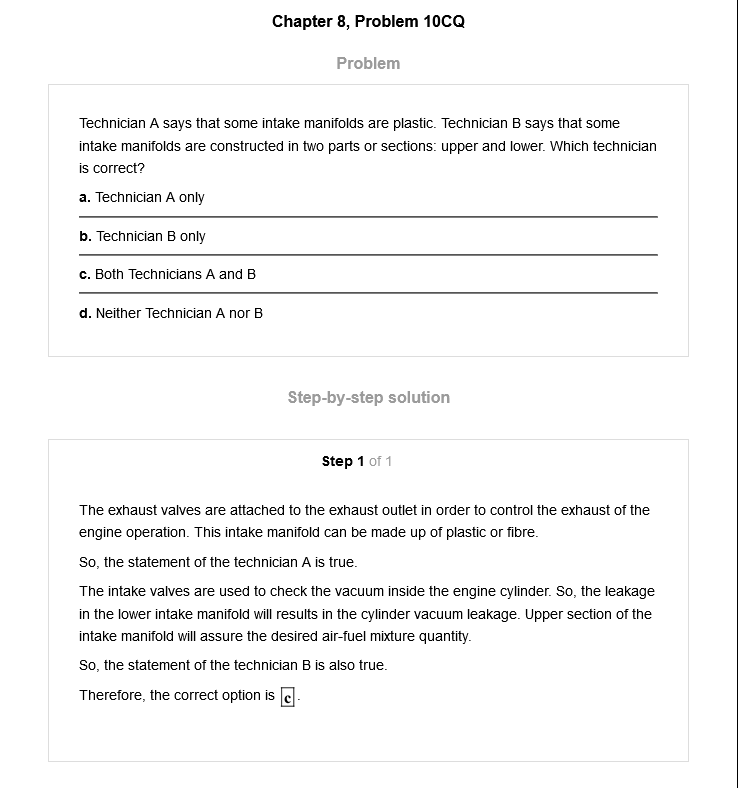 Chapter 8, Problem 10CQ
Problem
Technician A says that some intake manifolds are plastic. Technician B says that some
intake manifolds are constructed in two parts or sections: upper and lower. Which technician
is correct?
a. Technician A only
b. Technician B only
c. Both Technicians A and B
d. Neither Technician A nor B
Step-by-step solution
Step 1 of 1
The exhaust valves are attached to the exhaust outlet in order to control the exhaust of the
engine operation. This intake manifold can be made up of plastic or fibre.
So, the statement of the technician A is true.
The intake valves are used to check the vacuum inside the engine cylinder. So, the leakage
in the lower intake manifold will results in the cylinder vacuum leakage. Upper section of the
intake manifold will assure the desired air-fuel mixture quantity.
So, the statement of the technician B is also true.
Therefore, the correct option is c.